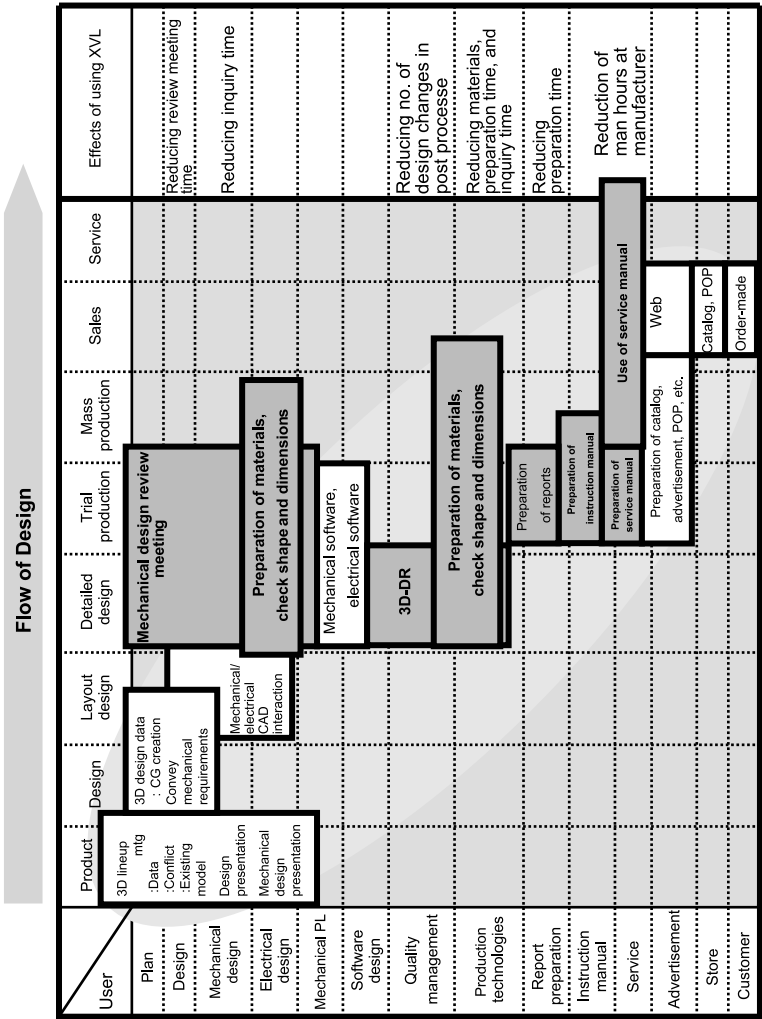 Flow of Design
User
Product
Design
Layout
design
Detailed
design
Trial
production
Mass
production
Sales
Service
Effects of using XVL
Plan
Design
Mechanical
design
Electrical
design
Mechanical PL
Software
design
Quality
management
Production
technologies
Report
preparation
Instruction
manual
Service
Advertisement
Store
Customer
3D lineup
mtg
:Data
:Conflict
:Existing
model
Design
presentation
Mechanical
design
presentation
3D design data
: CG creation
Convey
mechanical
requirements
Mechanical/
electrical
CAD
interaction
Mechanical design review
meeting
Preparation of materials,
check shape and dimensions
Mechanical software,
electrical software
3D-DR
Preparation of materials,
check shape and dimensions
Preparation
of reports
Preparation of
instruction manual
Preparation of
service manual
Use of service manual
Preparation of catalog,
advertisement, POP, etc.
Web
Catalog, POP
Order-made
Reducing review meeting
time
Reducing inquiry time
Reducing no. of
design changes in
post processe
Reducing materials,
preparation time, and
inquiry time
Reducing
preparation time
Reduction of
man hours at
manufacturer